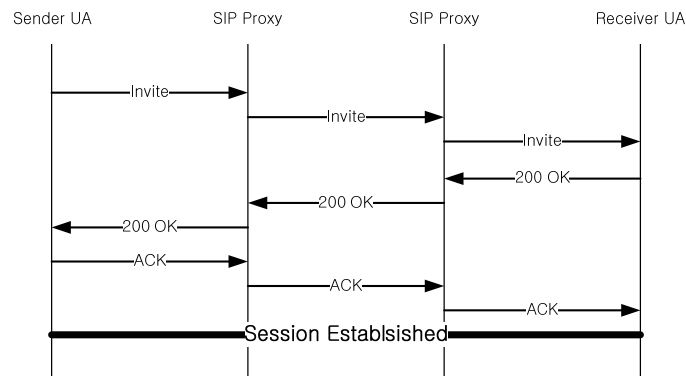 Sender UA
SIP Proxy
SIP Proxy
Receiver UA
Invite
Invite
Invite
200 OK
200 OK
200 OK
ACK
ACK
ACK
Session Establsished